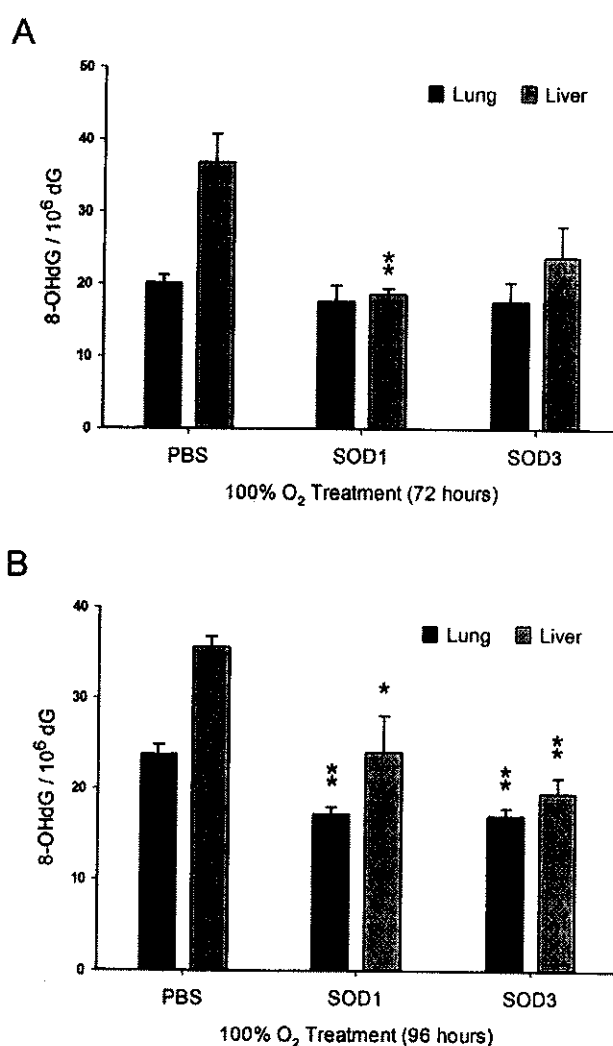 A
50
40
30
20
10
0
8-OHdG / 10⁶ dG
Lung Liver
**
PBS SOD1 SOD3
100% O₂ Treatment (72 hours)
B
40
30
20
10
0
8-OHdG / 10⁶ dG
Lung Liver
** * ** **
PBS SOD1 SOD3
100% O₂ Treatment (96 hours)